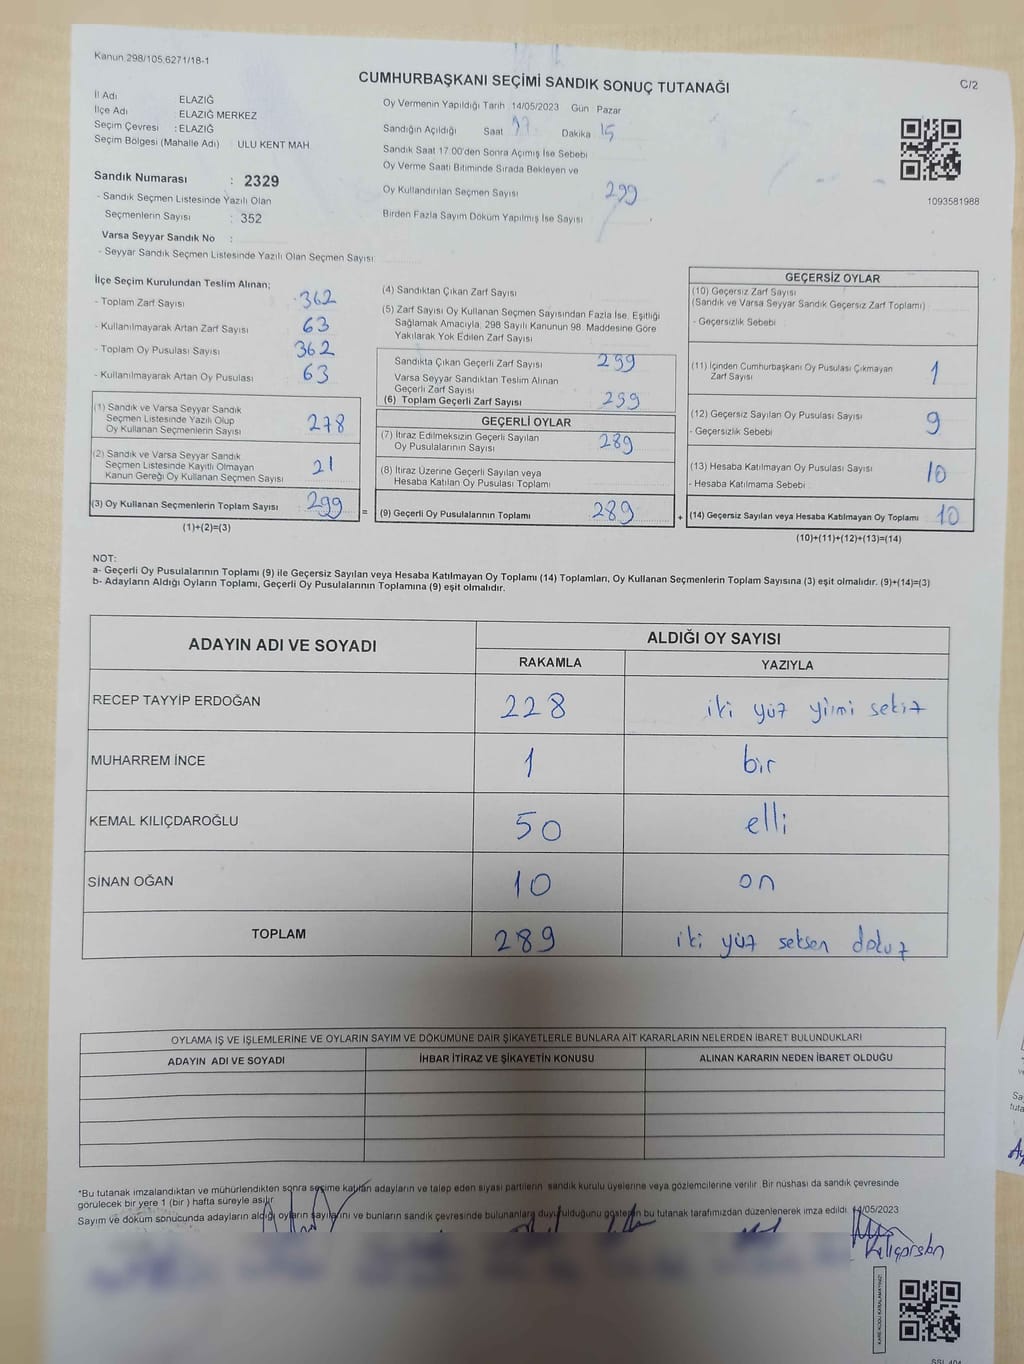 Kanun 298/105.6271/18-1
CUMHURBAŞKANI SEÇİMİ SANDIK SONUÇ TUTANAĞI
C/2
İl Adı ELAZIĞ
İlçe Adı : ELAZIĞ MERKEZ
Seçim Çevresi : ELAZIĞ
Seçim Bölgesi (Mahalle Adı) : ULU KENT MAH
Sandık Numarası : 2329
- Sandık Seçmen Listesinde Yazılı Olan
Seçmenlerin Sayısı : 352
Varsa Seyyar Sandık No :
- Seyyar Sandık Seçmen Listesinde Yazılı Olan Seçmen Sayısı:
Oy Vermenin Yapıldığı Tarih 14/05/2023 Gün Pazar
Sandığın Açıldığı Saat Dakika 15
Sandık Saat 17.00'den Sonra Açımış İse Sebebi
Oy Verme Saati Bitiminde Sırada Bekleyen ve
Oy Kullandırılan Seçmen Sayısı 299
Birden Fazla Sayım Döküm Yapılmış İse Sayısı
1093581988
İlçe Seçim Kurulundan Teslim Alınan;
- Toplam Zarf Sayısı 362
- Kullanılmayarak Artan Zarf Sayısı 63
- Toplam Oy Pusulası Sayısı 362
- Kullanılmayarak Artan Oy Pusulası 63
(1) Sandık ve Varsa Seyyar Sandık
Seçmen Listesinde Yazılı Olup
Oy Kullanan Seçmenlerin Sayısı 278
(2) Sandık ve Varsa Seyyar Sandık
Seçmen Listesinde Kayıtlı Olmayan
Kanun Gereği Oy Kullanan Seçmen Sayısı 21
(3) Oy Kullanan Seçmenlerin Toplam Sayısı 299
(1)+(2)=(3)
(4) Sandıktan Çıkan Zarf Sayısı
(5) Zarf Sayısı Oy Kullanan Seçmen Sayısından Fazla İse, Eşitliği
Sağlamak Amacıyla, 298 Sayılı Kanunun 98. Maddesine Göre
Yakılarak Yok Edilen Zarf Sayısı
Sandıkta Çıkan Geçerli Zarf Sayısı 299
Varsa Seyyar Sandıktan Teslim Alınan
Geçerli Zarf Sayısı
(6) Toplam Geçerli Zarf Sayısı 299
GEÇERLİ OYLAR
(7) İtiraz Edilmeksizin Geçerli Sayılan
Oy Pusulalarının Sayısı 289
(8) İtiraz Üzerine Geçerli Sayılan veya
Hesaba Katılan Oy Pusulası Toplamı
= (9) Geçerli Oy Pusulalarının Toplamı 289
GEÇERSİZ OYLAR
(10) Geçersiz Zarf Sayısı
(Sandık ve Varsa Seyyar Sandık Geçersiz Zarf Toplamı)
- Geçersizlik Sebebi
(11) İçinden Cumhurbaşkanı Oy Pusulası Çıkmayan
Zarf Sayısı 1
(12) Geçersiz Sayılan Oy Pusulası Sayısı 9
- Geçersizlik Sebebi
(13) Hesaba Katılmayan Oy Pusulası Sayısı 10
- Hesaba Katılmama Sebebi
+ (14) Geçersiz Sayılan veya Hesaba Katılmayan Oy Toplamı 10
(10)+(11)+(12)+(13)=(14)
NOT:
a- Geçerli Oy Pusulalarının Toplamı (9) ile Geçersiz Sayılan veya Hesaba Katılmayan Oy Toplamı (14) Toplamları, Oy Kullanan Seçmenlerin Toplam Sayısına (3) eşit olmalıdır. (9)+(14)=(3)
b- Adayların Aldığı Oyların Toplamı, Geçerli Oy Pusulalarının Toplamına (9) eşit olmalıdır.
ADAYIN ADI VE SOYADI ALDIĞI OY SAYISI
RAKAMLA YAZIYLA
RECEP TAYYİP ERDOĞAN 228 iki yüz yirmi sekiz
MUHARREM İNCE 1 bir
KEMAL KILIÇDAROĞLU 50 elli
SİNAN OĞAN 10 on
TOPLAM 289 iki yüz seksen dokuz
OYLAMA İŞ VE İŞLEMLERİNE VE OYLARIN SAYIM VE DÖKÜMÜNE DAİR ŞİKAYETLERLE BUNLARA AİT KARARLARIN NELERDEN İBARET BULUNDUKLARI
ADAYIN ADI VE SOYADI İHBAR İTİRAZ VE ŞİKAYETİN KONUSU ALINAN KARARIN NEDEN İBARET OLDUĞU
*Bu tutanak imzalandıktan ve mühürlendikten sonra seçime katılan adayların ve talep eden siyasi partilerin sandık kurulu üyelerine veya gözlemcilerine verilir. Bir nüshası da sandık çevresinde
görülecek bir yere 1 (bir) hafta süreyle asılır.
Sayım ve döküm sonucunda adayların aldığı oyların sayılarını ve bunların sandık çevresinde bulunanlara duyurulduğunu gösteren bu tutanak tarafımızdan düzenlenerek imza edildi. 14/05/2023